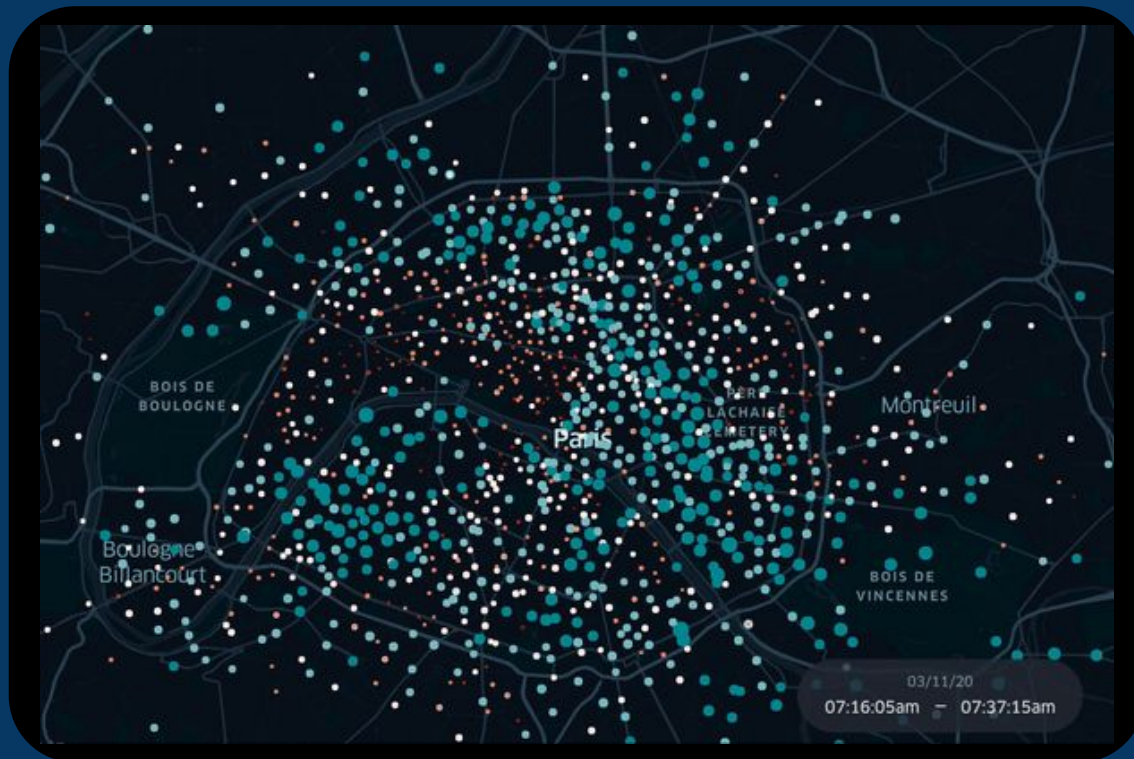 BOIS DE
BOULOGNE
PÈRE
LACHAISE
CEMETERY
Montreuil
Paris
Boulogne
Billancourt
BOIS DE
VINCENNES
03/11/20
07:16:05am – 07:37:15am